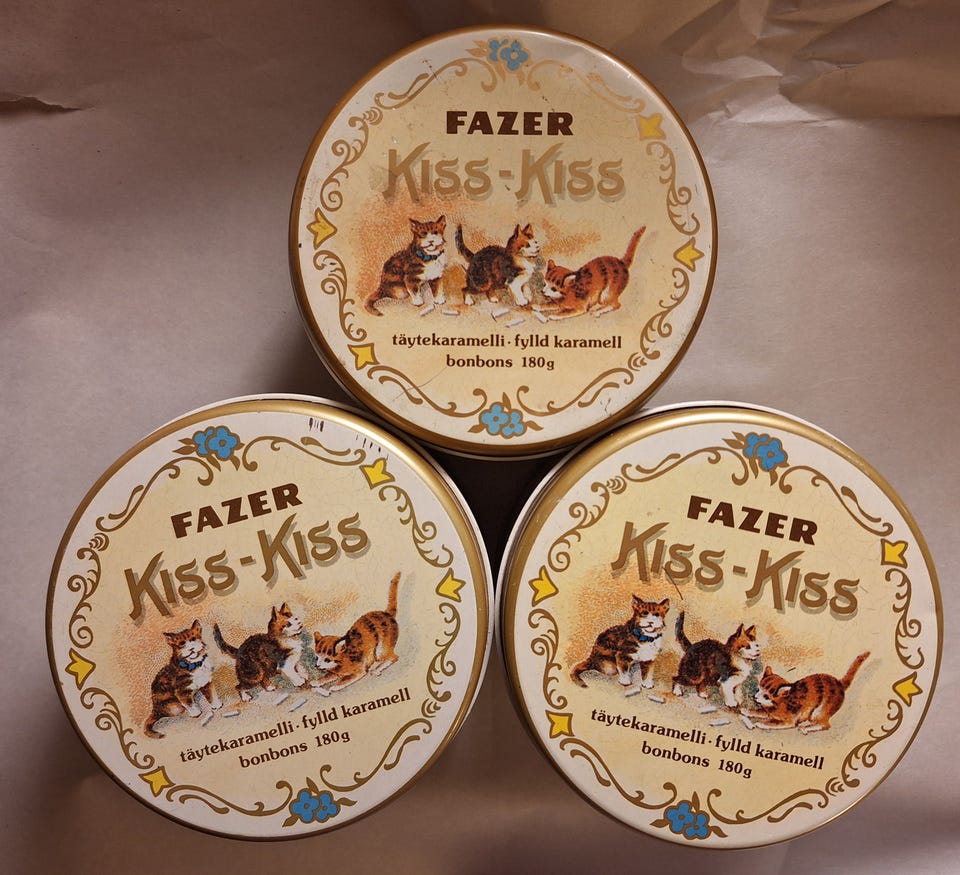 FAZER
KISS-KISS
täytekaramelli · fylld karamell
bonbons 180g
FAZER
KISS-KISS
täytekaramelli · fylld karamell
bonbons 180g
FAZER
KISS-KISS
täytekaramelli · fylld karamell
bonbons 180g